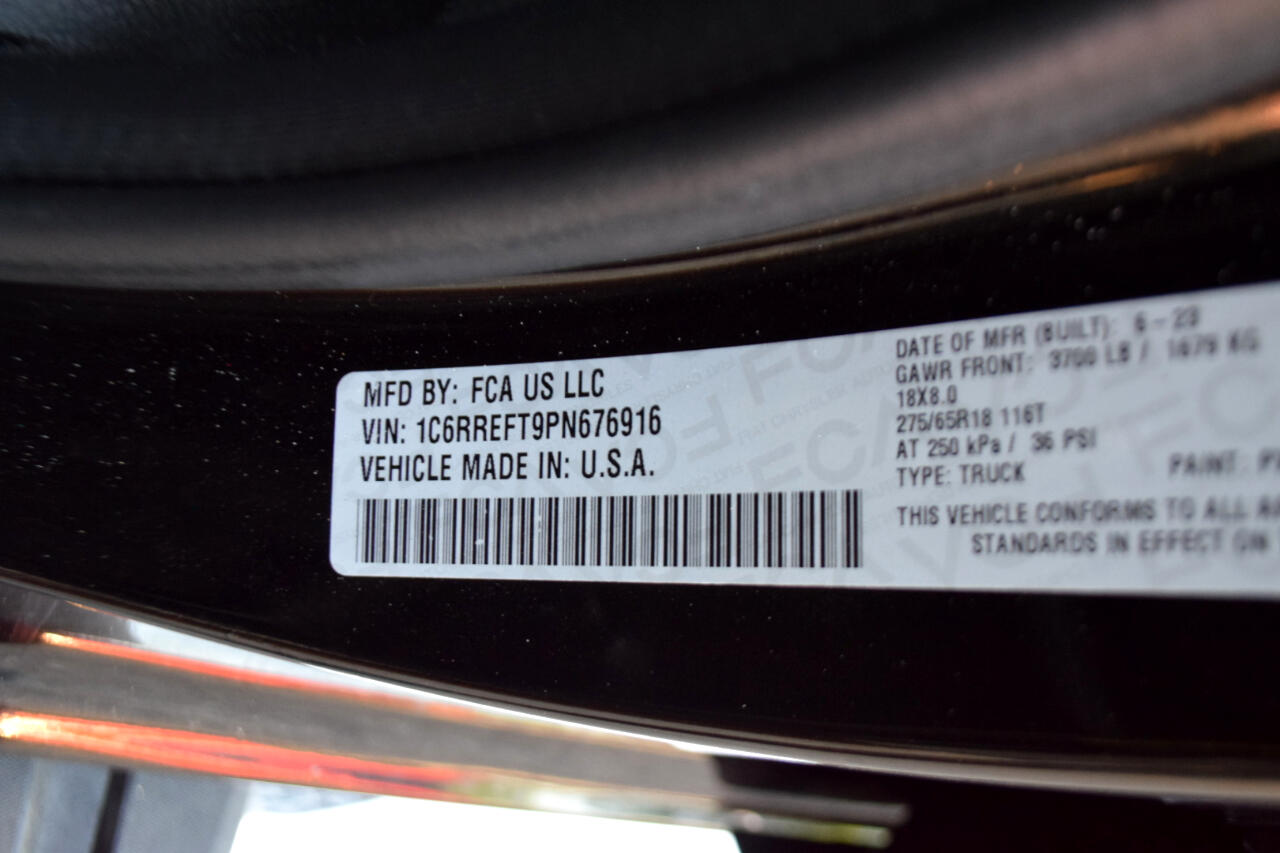 MFD BY: FCA US LLC
VIN: 1C6RREFT9PN676916
VEHICLE MADE IN: U.S.A.
DATE OF MFR (BUILT): 6-23
GAWR FRONT: 3700 LB / 1679 KG
18X8.0
275/65R18 116T
AT 250 kPa / 36 PSI
TYPE: TRUCK PAINT:
THIS VEHICLE CONFORMS TO ALL
STANDARDS IN EFFECT ON